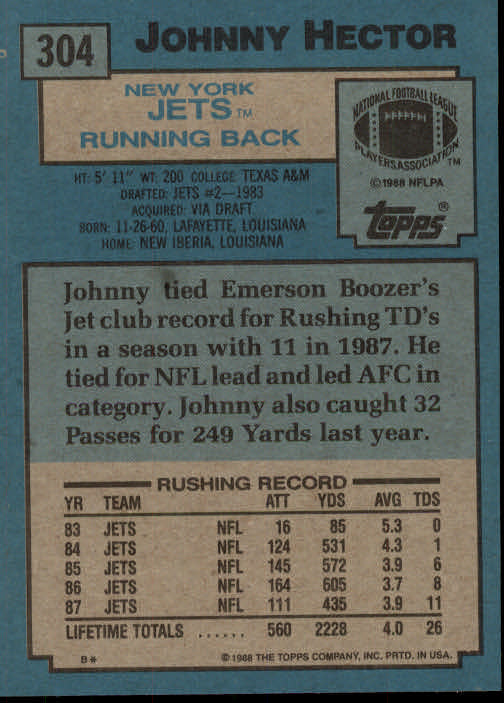 304 JOHNNY HECTOR
NEW YORK
JETS™
RUNNING BACK
HT: 5' 11" WT: 200 COLLEGE: TEXAS A&M
DRAFTED: JETS #2—1983
ACQUIRED: VIA DRAFT
BORN: 11-26-60, LAFAYETTE, LOUISIANA
HOME: NEW IBERIA, LOUISIANA
NATIONAL FOOTBALL LEAGUE
PLAYERS ASSOCIATION™
©1988 NFLPA
topps®
Johnny tied Emerson Boozer's
Jet club record for Rushing TD's
in a season with 11 in 1987. He
tied for NFL lead and led AFC in
category. Johnny also caught 32
Passes for 249 Yards last year.
RUSHING RECORD
YR TEAM ATT YDS AVG TDS
83 JETS NFL 16 85 5.3 0
84 JETS NFL 124 531 4.3 1
85 JETS NFL 145 572 3.9 6
86 JETS NFL 164 605 3.7 8
87 JETS NFL 111 435 3.9 11
LIFETIME TOTALS ...... 560 2228 4.0 26
B* ©1988 THE TOPPS COMPANY, INC. PRTD. IN USA.